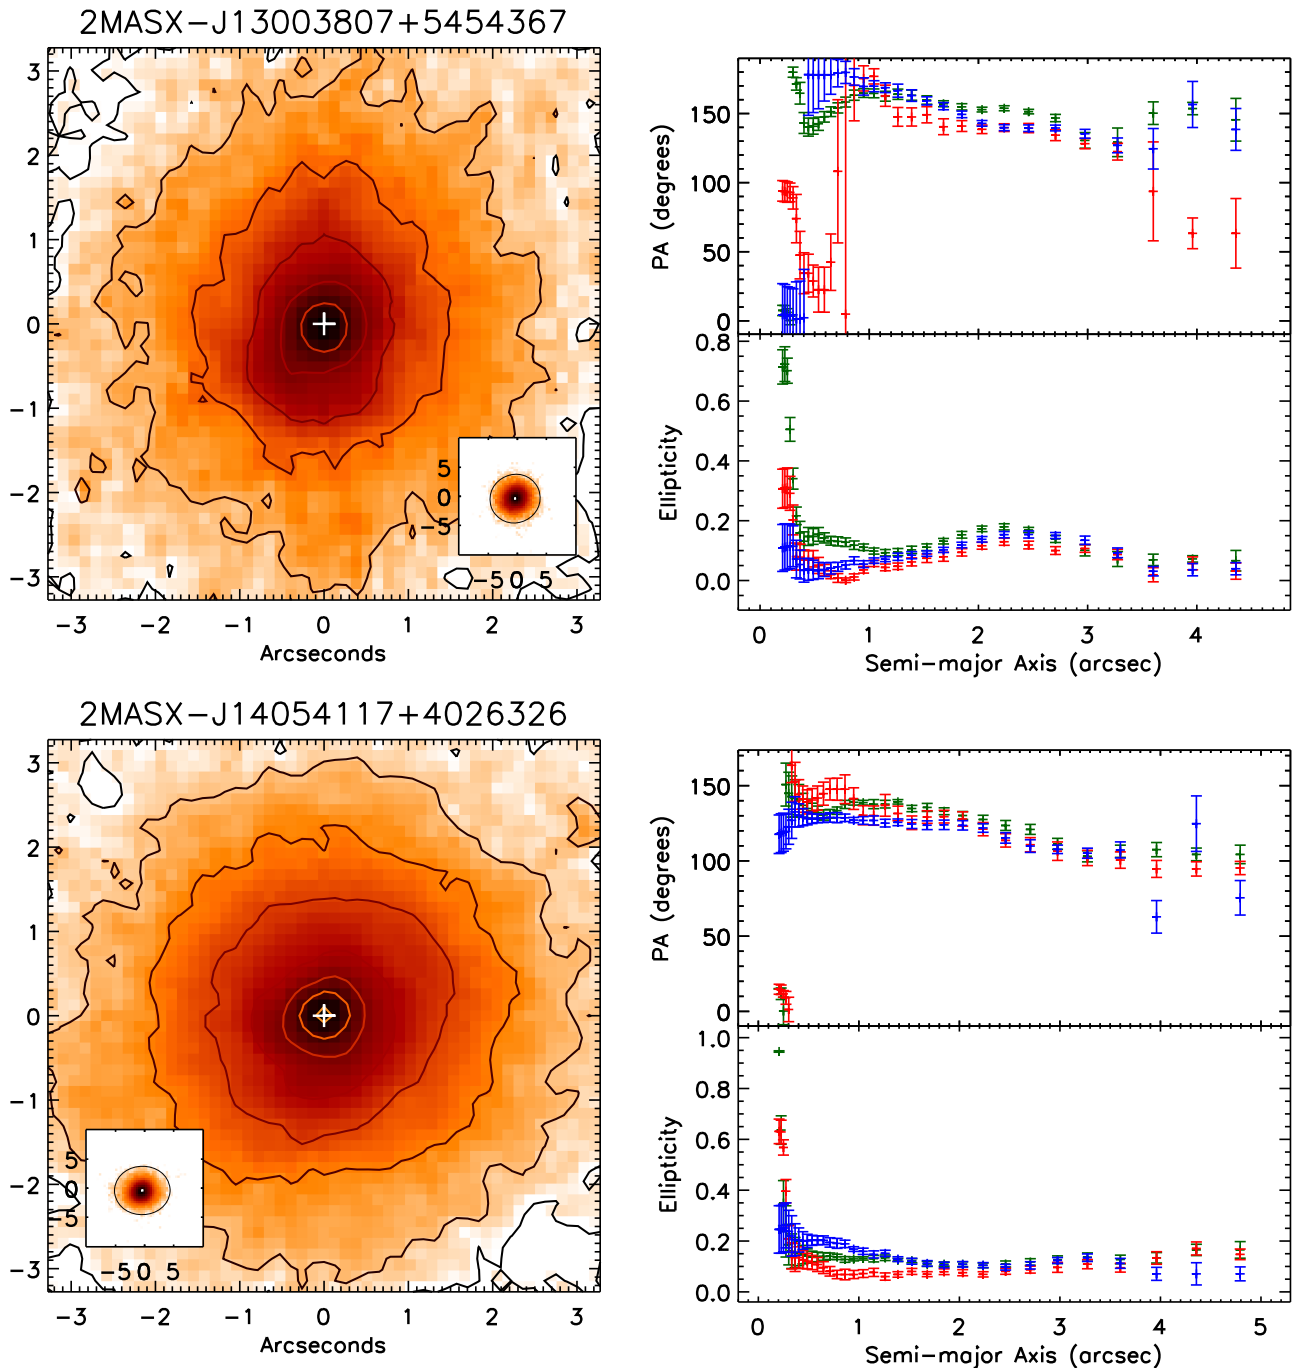 2MASX-J13003807+5454367
3
2
1
0
-1
-2
-3
-3 -2 -1 0 1 2 3
Arcseconds
5
0
-5
-5 0 5
PA (degrees)
150
100
50
0
Ellipticity
0.8
0.6
0.4
0.2
0.0
0 1 2 3 4
Semi-major Axis (arcsec)
2MASX-J14054117+4026326
3
2
1
0
-1
-2
-3
-3 -2 -1 0 1 2 3
Arcseconds
5
0
-5
-5 0 5
PA (degrees)
150
100
50
0
Ellipticity
1.0
0.8
0.6
0.4
0.2
0.0
0 1 2 3 4 5
Semi-major Axis (arcsec)